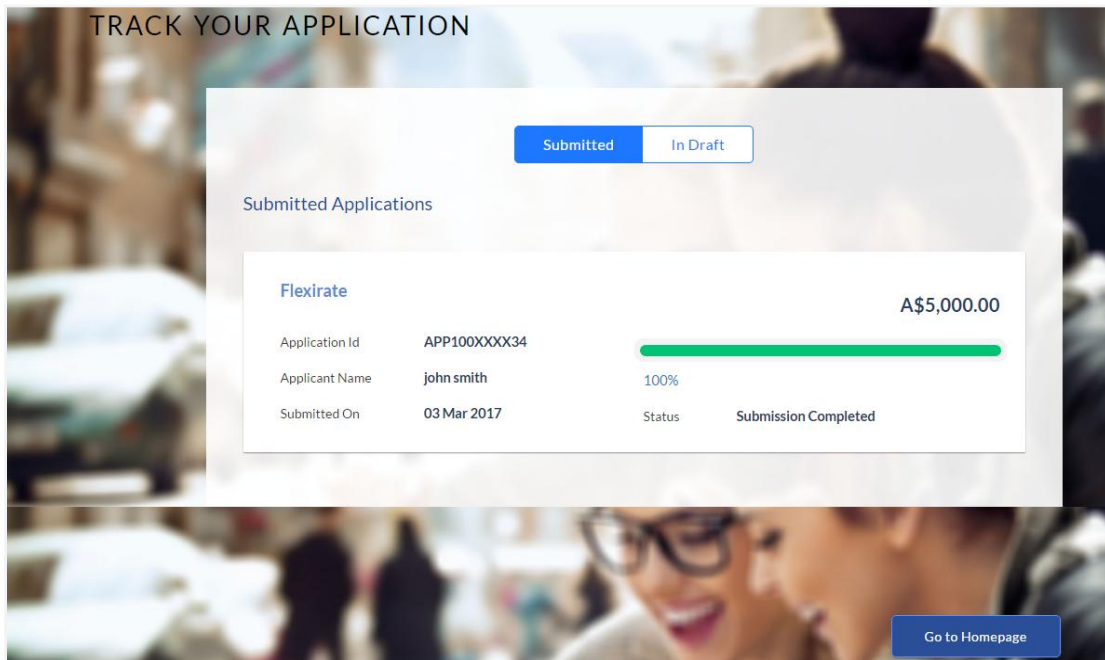 TRACK YOUR APPLICATION
Submitted In Draft
Submitted Applications
Flexirate
A$5,000.00
Application Id APP100XXXX34
Applicant Name john smith
100%
Submitted On 03 Mar 2017
Status Submission Completed
Go to Homepage